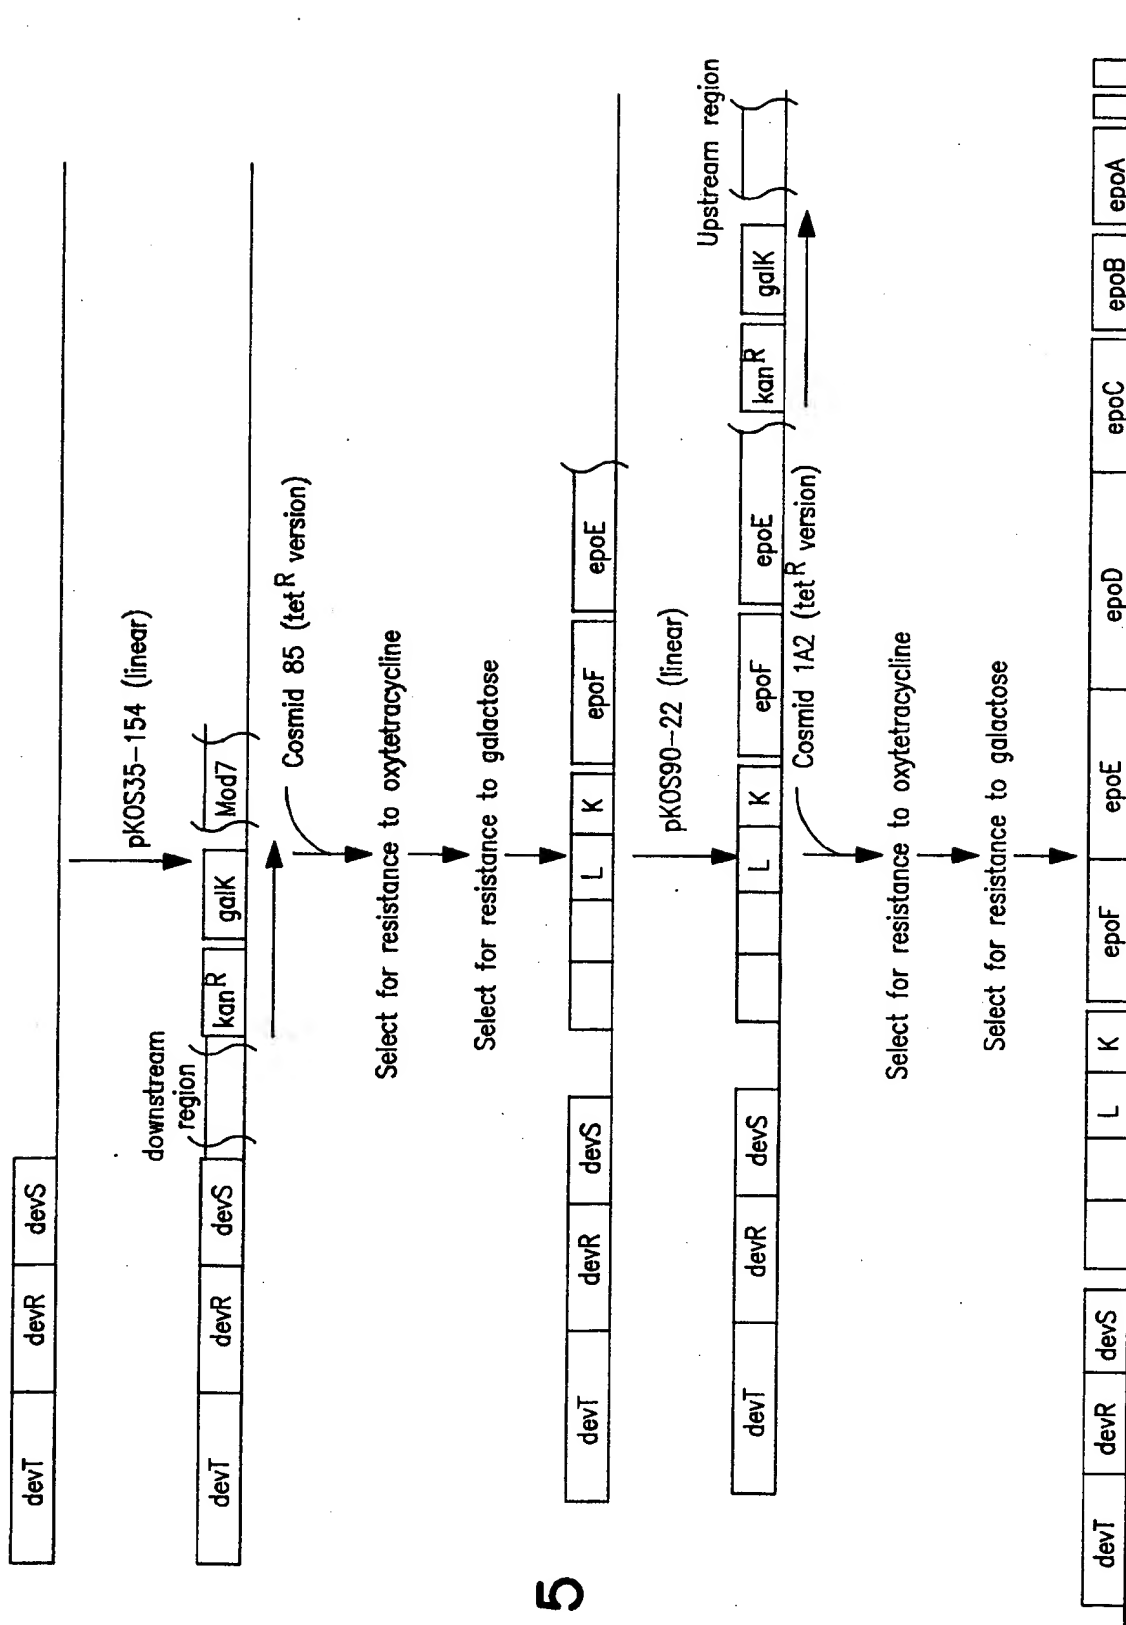 devT devR devS
pKOS35-154 (linear)
downstream
region
devT devR devS kanR galK Mod7
Cosmid 85 (tetR version)
Select for resistance to oxytetracycline
Select for resistance to galactose
devT devR devS L K epoF epoE
pKOS90-22 (linear)
Upstream region
devT devR devS L K epoF epoE kanR galK
Cosmid 1A2 (tetR version)
Select for resistance to oxytetracycline
Select for resistance to galactose
devT devR devS L K epoF epoE epoD epoC epoB epoA
5